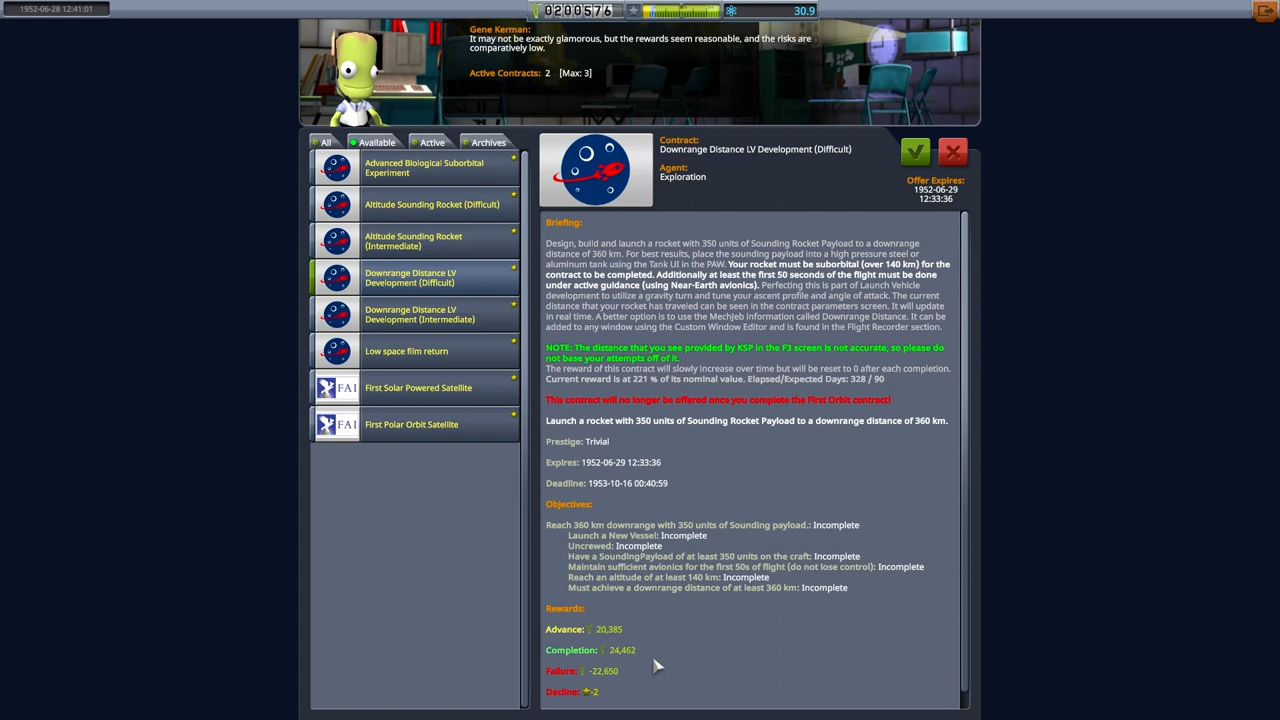 1952-06-28 12:41:01
0200576
30.9
Gene Kerman:
It may not be exactly glamorous, but the rewards seem reasonable, and the risks are
comparatively low.
Active Contracts: 2 [Max: 3]
All
Available
Active
Archives
Advanced Biological Suborbital
Experiment
Altitude Sounding Rocket (Difficult)
Altitude Sounding Rocket
(Intermediate)
Downrange Distance LV
Development (Difficult)
Downrange Distance LV
Development (Intermediate)
Low space film return
FAI
First Solar Powered Satellite
FAI
First Polar Orbit Satellite
Contract:
Downrange Distance LV Development (Difficult)
Agent:
Exploration
Offer Expires:
1952-06-29
12:33:36
Briefing:
Design, build and launch a rocket with 350 units of Sounding Rocket Payload to a downrange
distance of 360 km. For best results, place the sounding payload into a high pressure steel or
aluminum tank using the Tank UI in the PAW. Your rocket must be suborbital (over 140 km) for the
contract to be completed. Additionally at least the first 50 seconds of the flight must be done
under active guidance (using Near-Earth avionics). Perfecting this is part of Launch Vehicle
development to utilize a gravity turn and tune your ascent profile and angle of attack. The current
distance that your rocket has traveled can be seen in the contract parameters screen. It will update
in real time. A better option is to use the MechJeb Information called Downrange Distance. It can be
added to any window using the Custom Window Editor and is found in the Flight Recorder section.
NOTE: The distance that you see provided by KSP in the F3 screen is not accurate, so please do
not base your attempts off of it.
The reward of this contract will slowly increase over time but will be reset to 0 after each completion.
Current reward is at 221 % of its nominal value. Elapsed/Expected Days: 328 / 90
This contract will no longer be offered once you complete the First Orbit contract!
Launch a rocket with 350 units of Sounding Rocket Payload to a downrange distance of 360 km.
Prestige: Trivial
Expires: 1952-06-29 12:33:36
Deadline: 1953-10-16 00:40:59
Objectives:
Reach 360 km downrange with 350 units of Sounding payload.: Incomplete
Launch a New Vessel: Incomplete
Uncrewed: Incomplete
Have a SoundingPayload of at least 350 units on the craft: Incomplete
Maintain sufficient avionics for the first 50s of flight (do not lose control): Incomplete
Reach an altitude of at least 140 km: Incomplete
Must achieve a downrange distance of at least 360 km: Incomplete
Rewards:
Advance: 20,385
Completion: 24,462
Failure: -22,650
Decline: -2